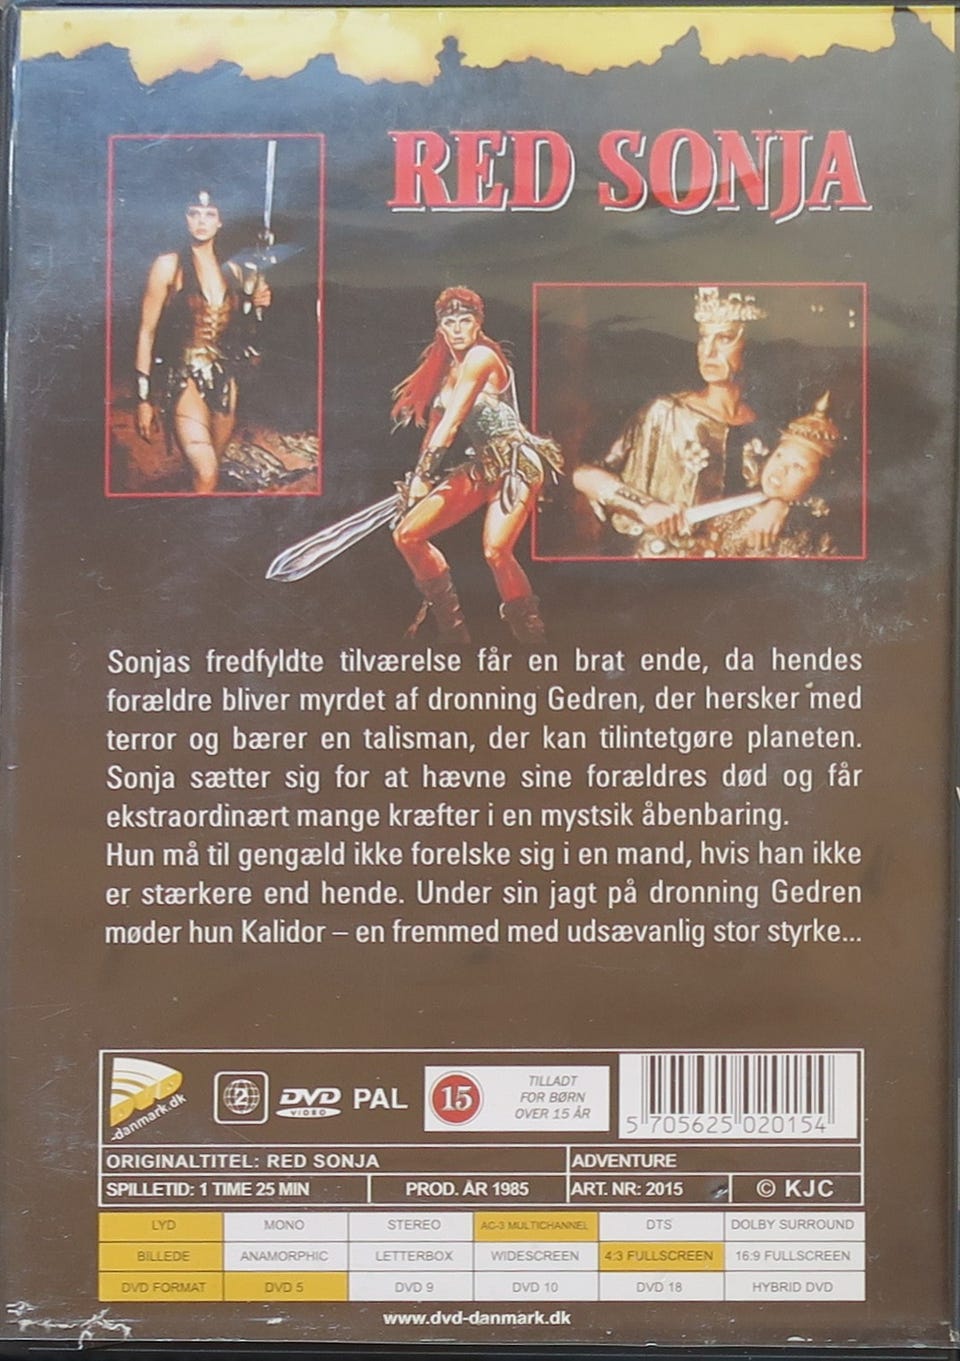 RED SONJA
Sonjas fredfyldte tilværelse får en brat ende, da hendes
forældre bliver myrdet af dronning Gedren, der hersker med
terror og bærer en talisman, der kan tilintetgøre planeten.
Sonja sætter sig for at hævne sine forældres død og får
ekstraordinært mange kræfter i en mystsik åbenbaring.
Hun må til gengæld ikke forelske sig i en mand, hvis han ikke
er stærkere end hende. Under sin jagt på dronning Gedren
møder hun Kalidor – en fremmed med udsævanlig stor styrke...
DVD
-danmark.dk
2
DVD
VIDEO
PAL
15
TILLADT
FOR BØRN
OVER 15 ÅR
5 705625 020154
ORIGINALTITEL: RED SONJA ADVENTURE
SPILLETID: 1 TIME 25 MIN PROD. ÅR 1985 ART. NR: 2015 © KJC
LYD MONO STEREO AC-3 MULTICHANNEL DTS DOLBY SURROUND
BILLEDE ANAMORPHIC LETTERBOX WIDESCREEN 4:3 FULLSCREEN 16:9 FULLSCREEN
DVD FORMAT DVD 5 DVD 9 DVD 10 DVD 18 HYBRID DVD
www.dvd-danmark.dk